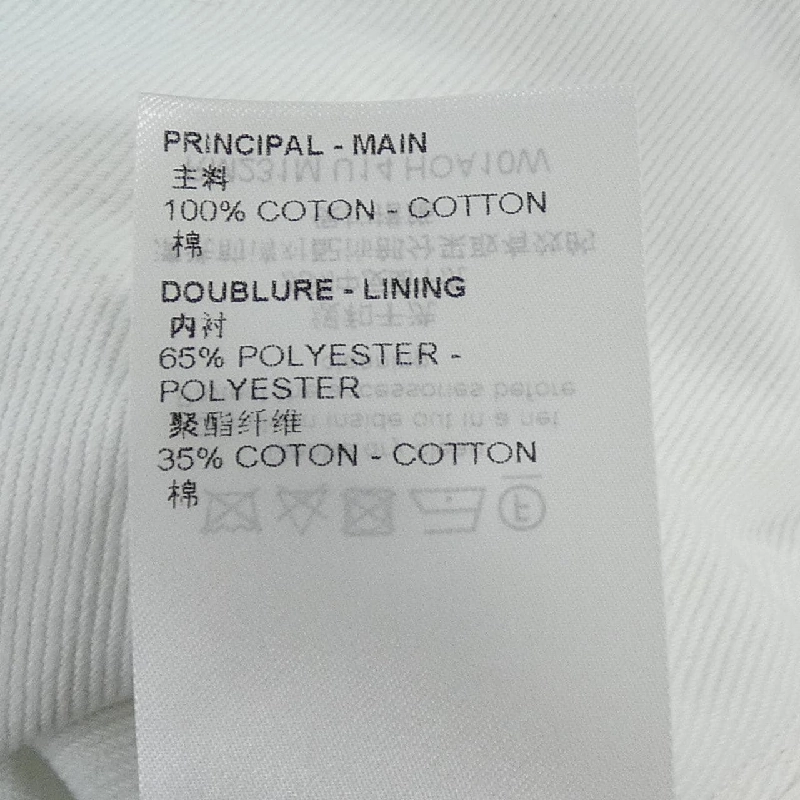 PRINCIPAL - MAIN
主料
100% COTON - COTTON
棉
DOUBLURE - LINING
内衬
65% POLYESTER -
POLYESTER
聚酯纤维
35% COTON - COTTON
棉